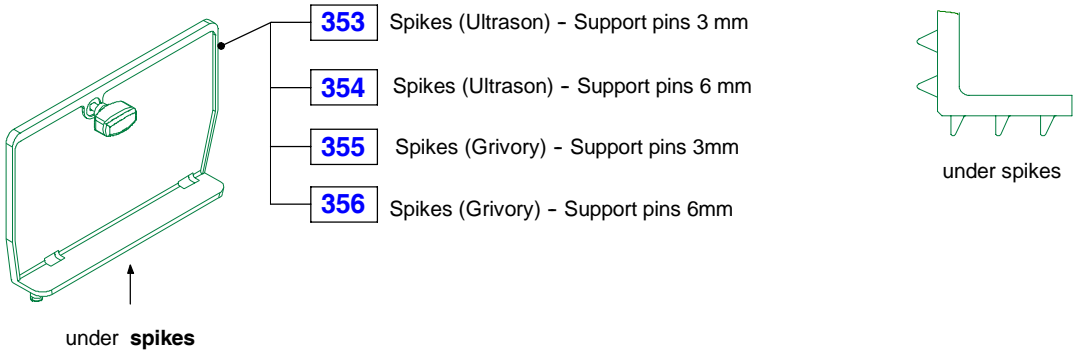 353 Spikes (Ultrason) - Support pins 3 mm
354 Spikes (Ultrason) - Support pins 6 mm
355 Spikes (Grivory) - Support pins 3mm
356 Spikes (Grivory) - Support pins 6mm
under spikes
under spikes